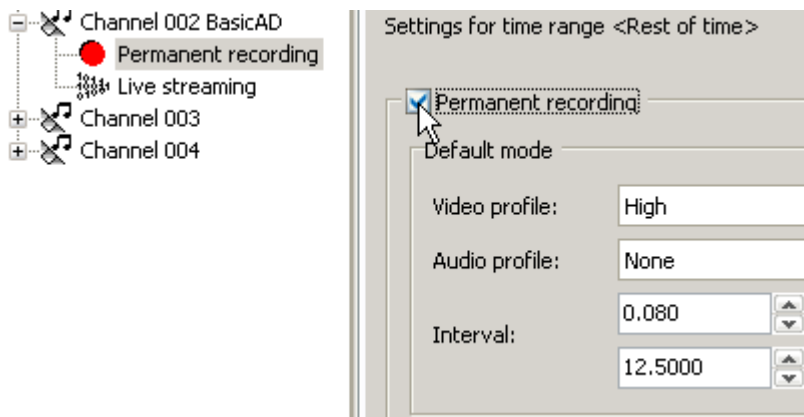 Channel 002 BasicAD
Permanent recording
Live streaming
Channel 003
Channel 004
Settings for time range <Rest of time>
Permanent recording
Default mode
Video profile: High
Audio profile: None
Interval: 0.080
12.5000